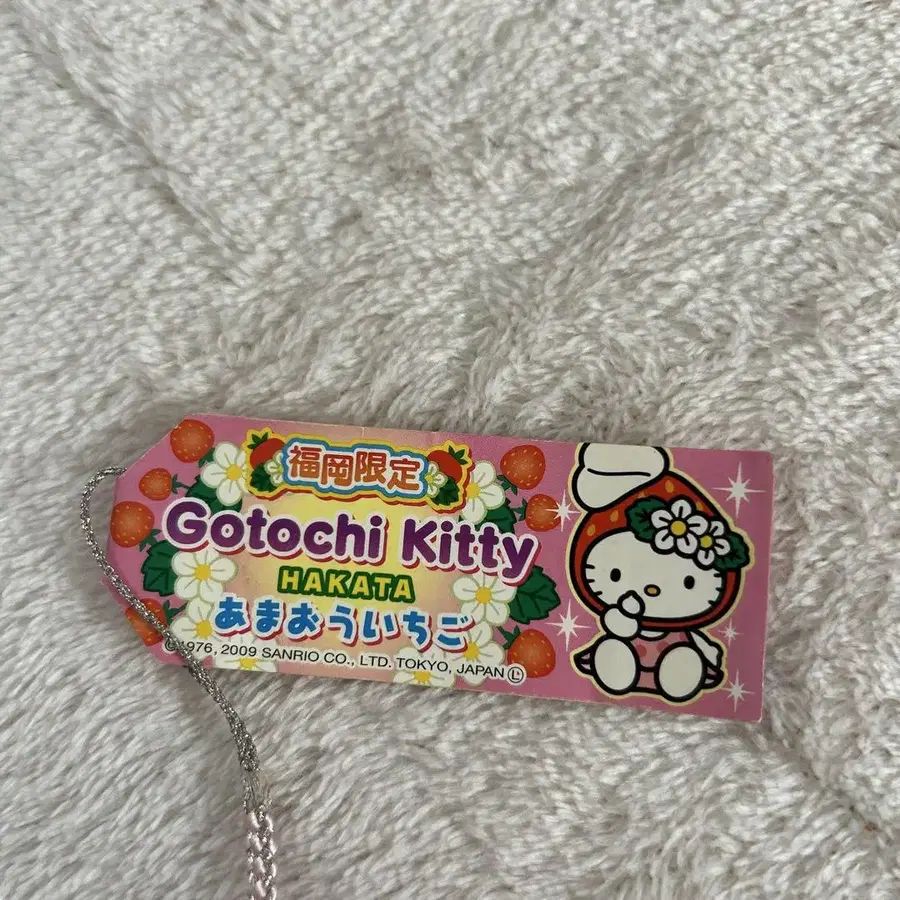 福岡限定
Gotochi Kitty
HAKATA
あまおういちご
©1976, 2009 SANRIO CO., LTD. TOKYO, JAPAN Ⓛ